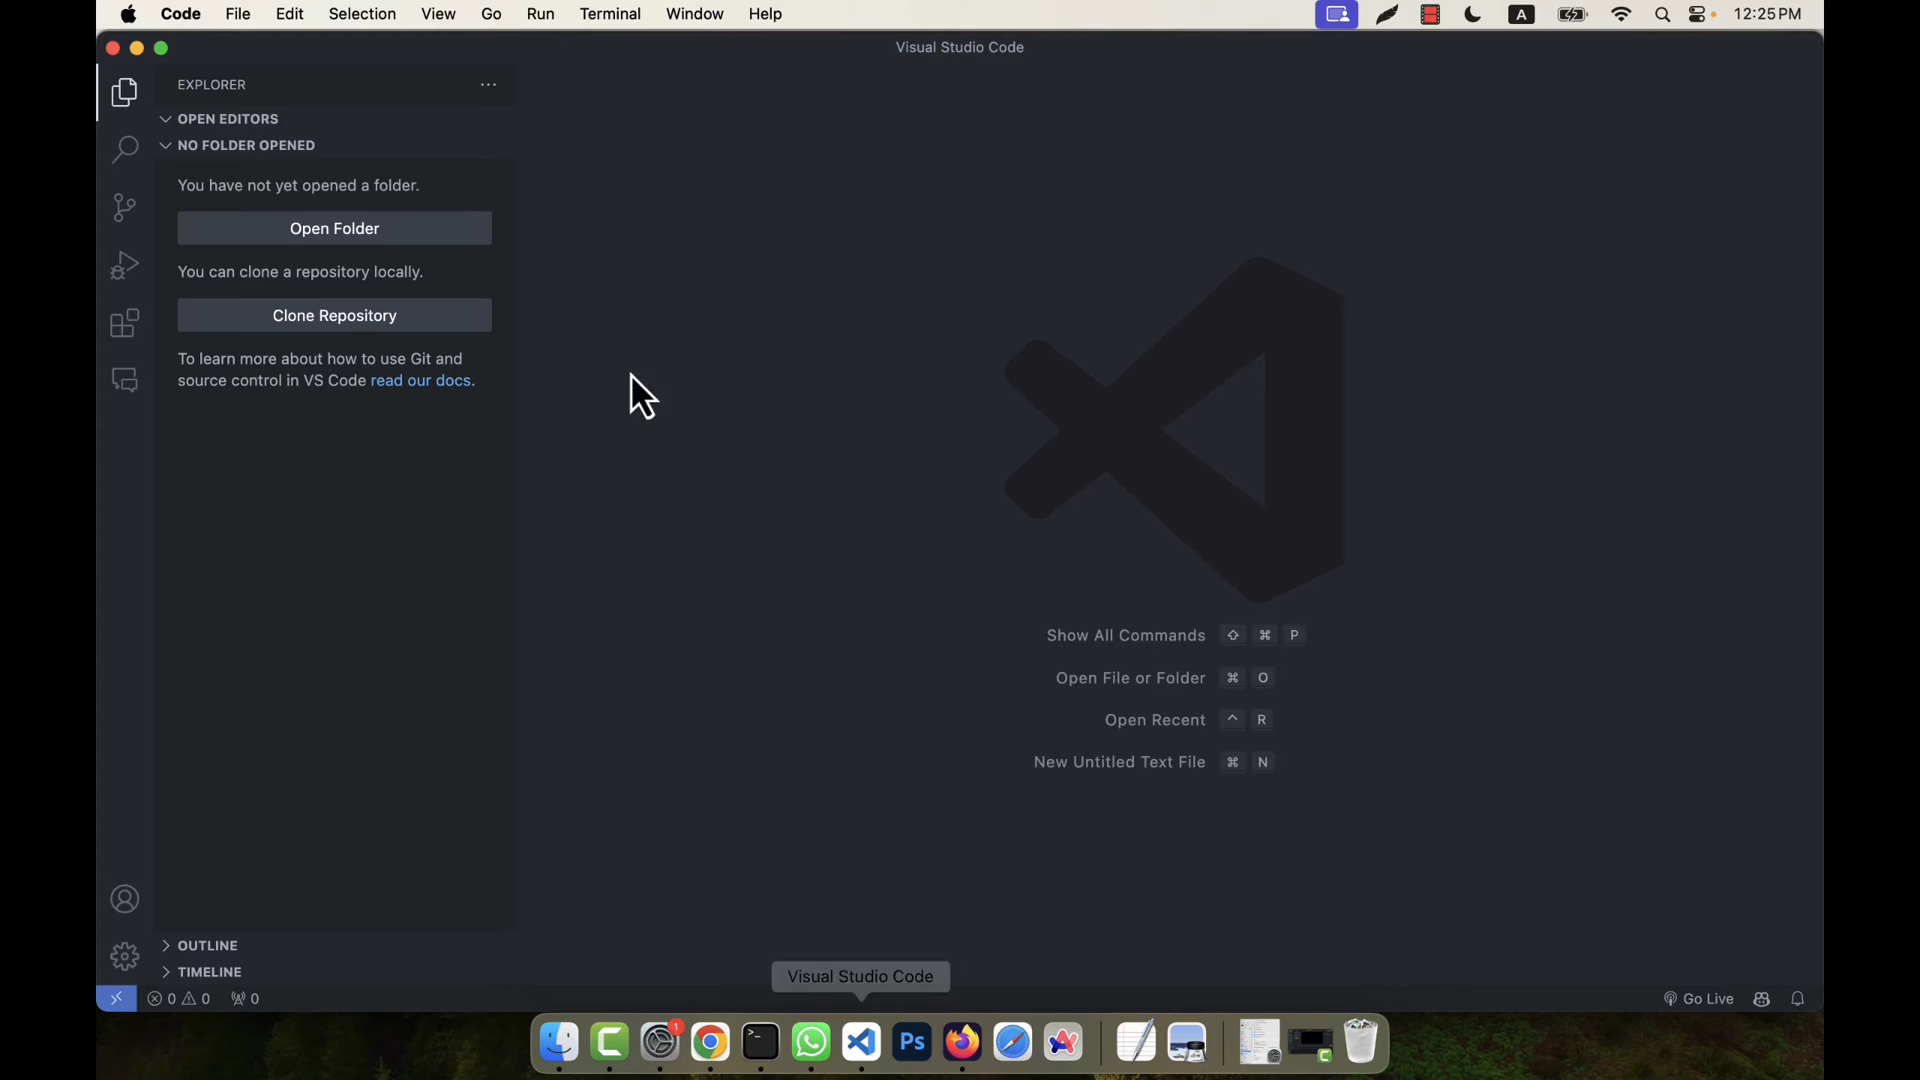 Code File Edit Selection View Go Run Terminal Window Help A 12:25 PM
Visual Studio Code
EXPLORER
OPEN EDITORS
NO FOLDER OPENED
You have not yet opened a folder.
Open Folder
You can clone a repository locally.
Clone Repository
To learn more about how to use Git and
source control in VS Code read our docs.
Show All Commands ⇧ ⌘ P
Open File or Folder ⌘ O
Open Recent ^ R
New Untitled Text File ⌘ N
OUTLINE
TIMELINE
Visual Studio Code
0 0 0 Go Live
1
>_
Ps